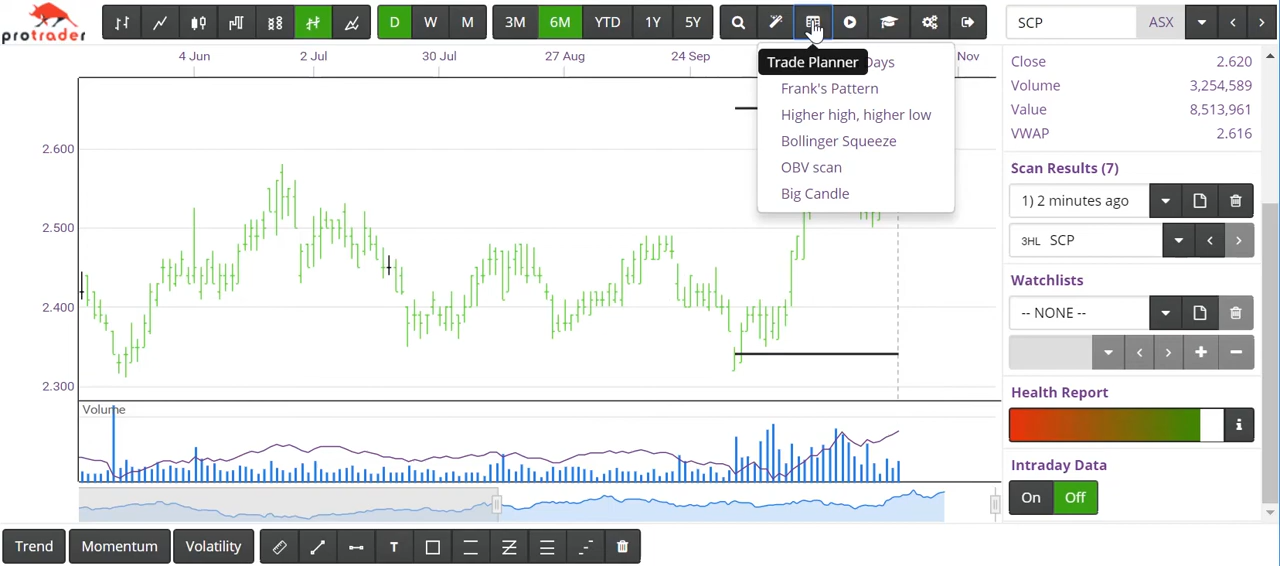 protrader
D W M
3M 6M YTD 1Y 5Y
SCP ASX
4 Jun 2 Jul 30 Jul 27 Aug 24 Sep Nov
Trade Planner Days
Frank's Pattern
Higher high, higher low
Bollinger Squeeze
OBV scan
Big Candle
2.600
2.500
2.400
2.300
Volume
Close 2.620
Volume 3,254,589
Value 8,513,961
VWAP 2.616
Scan Results (7)
1) 2 minutes ago
3HL SCP
Watchlists
-- NONE --
Health Report
Intraday Data
On Off
Trend Momentum Volatility T